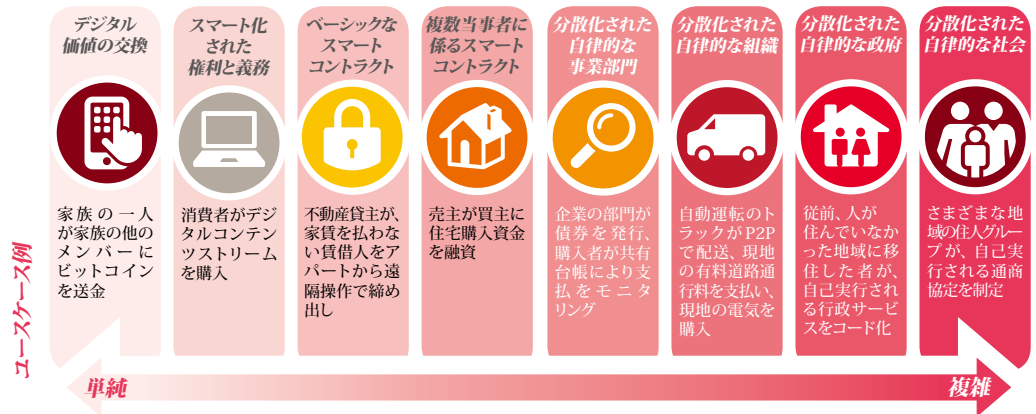 デジタル
価値の交換
家族の一人
が家族の他の
メンバーに
ビットコイン
を送金
スマート化
された
権利と義務
消費者がデジ
タルコンテン
ツストリーム
を購入
ベーシックな
スマート
コントラクト
不動産貸主が、
家賃を払わな
い賃借人をア
パートから遠
隔操作で締め
出し
複数当事者に
係るスマート
コントラクト
売主が買主に
住宅購入資金
を融資
分散化された
自律的な
事業部門
企業の部門が
債券を発行、
購入者が共有
台帳により支
払をモニタ
リング
分散化された
自律的な組織
自動運転のト
ラックがP2P
で配送、現地
の有料道路通
行料を支払い、
現地の電気を
購入
分散化された
自律的な政府
従前、人が
住んでいなか
った地域に移
住した者が、
自己実行され
る行政サービ
スをコード化
分散化された
自律的な社会
さまざまな地
域の住人グルー
プが、自己実
行される通商
協定を制定
ユースケース例
単純
複雑